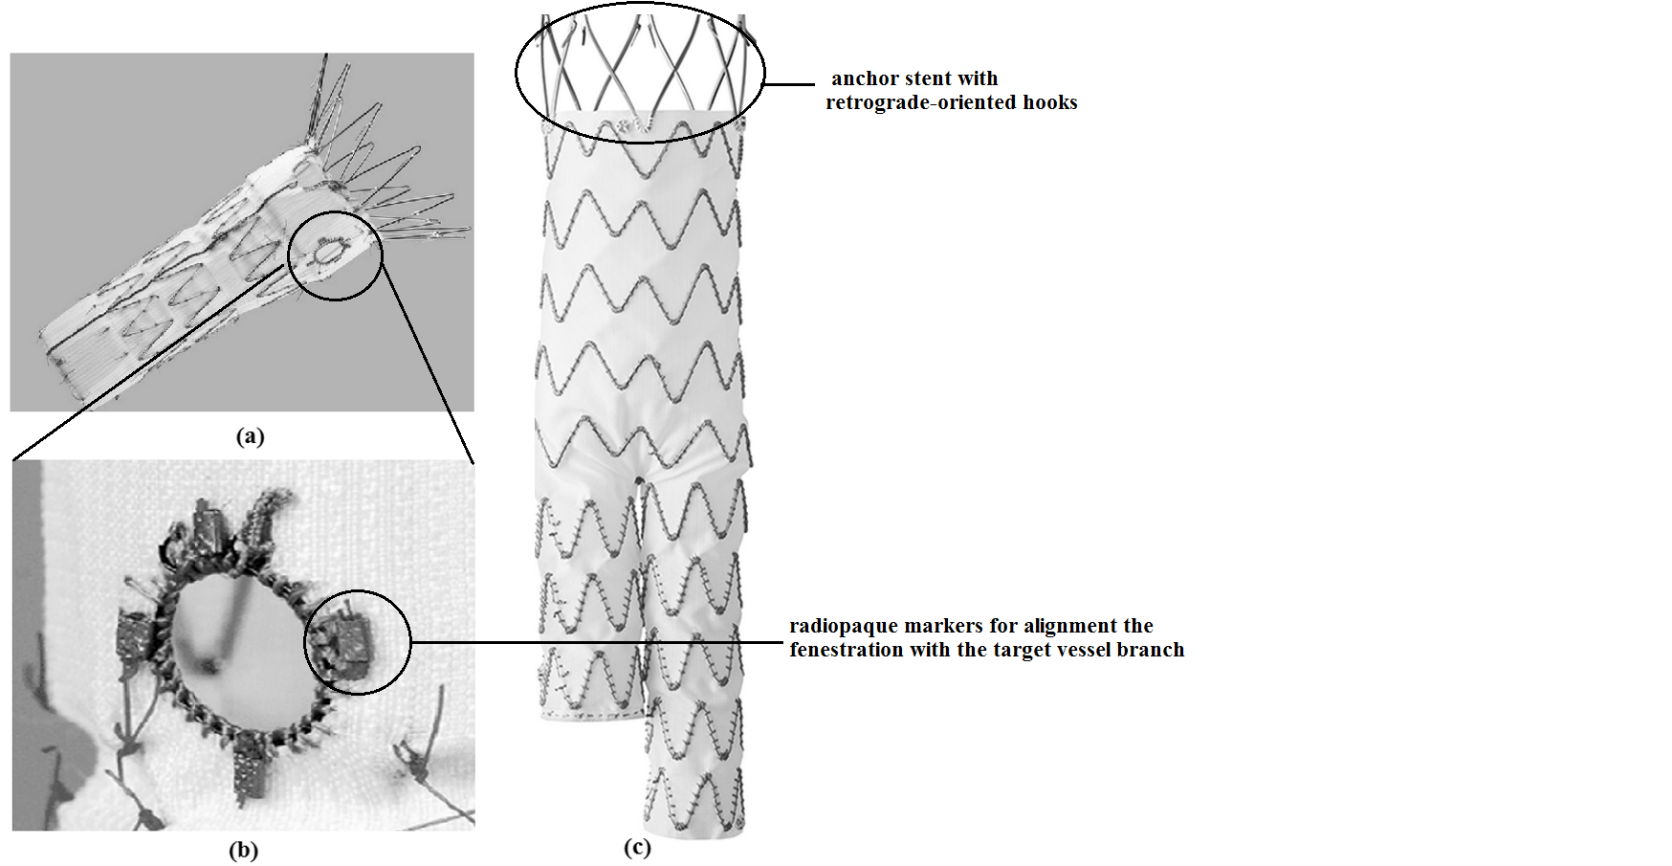 anchor stent with
retrograde-oriented hooks
(a)
radiopaque markers for alignment the
fenestration with the target vessel branch
(b)
(c)